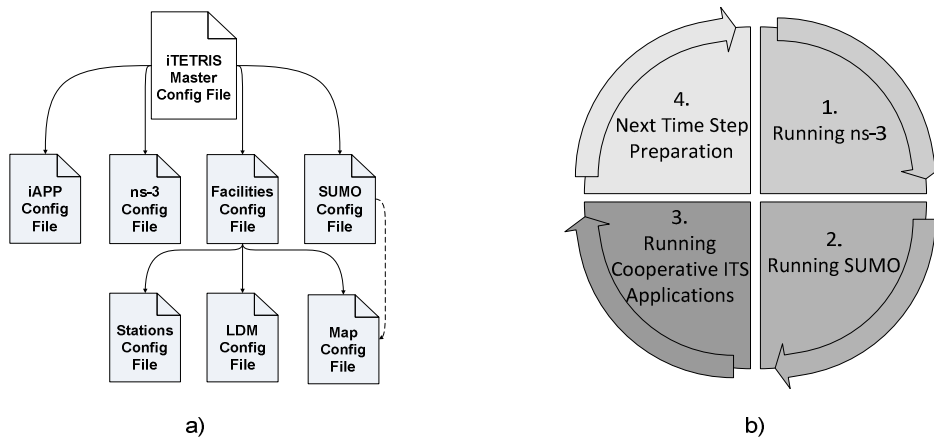 iTETRIS
Master
Config File
iAPP
Config
File
ns-3
Config
File
Facilities
Config
File
SUMO
Config
File
Stations
Config
File
LDM
Config
File
Map
Config
File
a)
1.
Running ns-3
2.
Running SUMO
3.
Running
Cooperative ITS
Applications
4.
Next Time Step
Preparation
b)